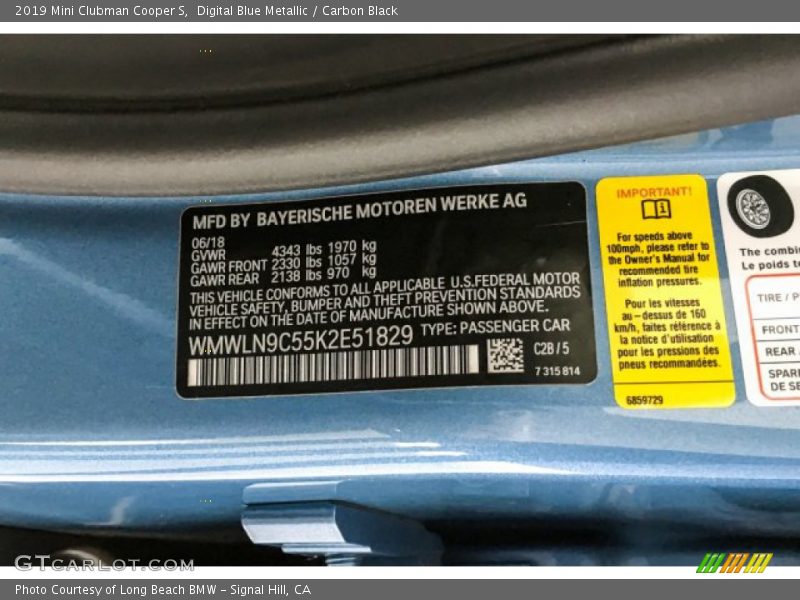 2019 Mini Clubman Cooper S, Digital Blue Metallic / Carbon Black
MFD BY BAYERISCHE MOTOREN WERKE AG
06/18
GVWR 4343 lbs 1970 kg
GAWR FRONT 2330 lbs 1057 kg
GAWR REAR 2138 lbs 970 kg
THIS VEHICLE CONFORMS TO ALL APPLICABLE U.S.FEDERAL MOTOR
VEHICLE SAFETY, BUMPER AND THEFT PREVENTION STANDARDS
IN EFFECT ON THE DATE OF MANUFACTURE SHOWN ABOVE.
WMWLN9C55K2E51829 TYPE: PASSENGER CAR
C2B / 5
7 315 814
IMPORTANT!
For speeds above
100mph, please refer to
the Owner's Manual for
recommended tire
inflation pressures.
Pour les vitesses
au-dessus de 160
km/h, faites référence à
la notice d'utilisation
pour les pressions des
pneus recommandées.
6859729
The combin
Le poids t
TIRE / P
FRONT
REAR
SPAR
DE SE
GTCARLOT.COM
Photo Courtesy of Long Beach BMW - Signal Hill, CA